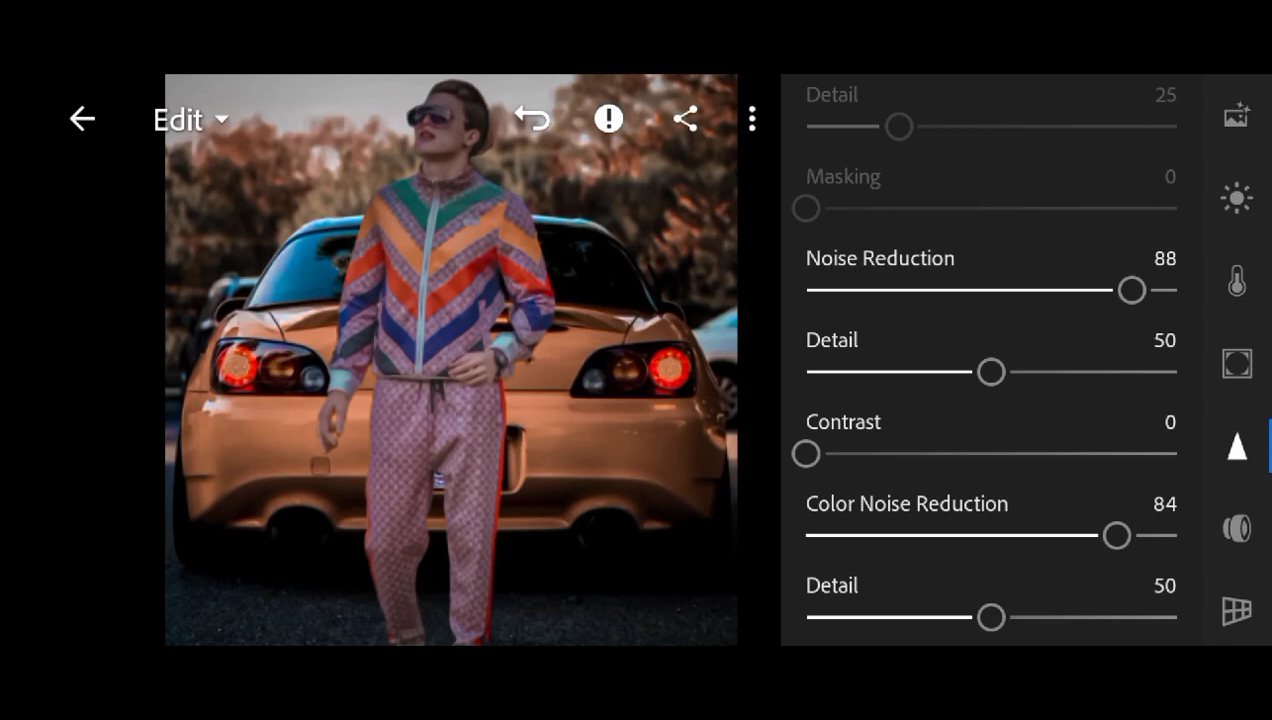 Edit
Detail 25
Masking 0
Noise Reduction 88
Detail 50
Contrast 0
Color Noise Reduction 84
Detail 50